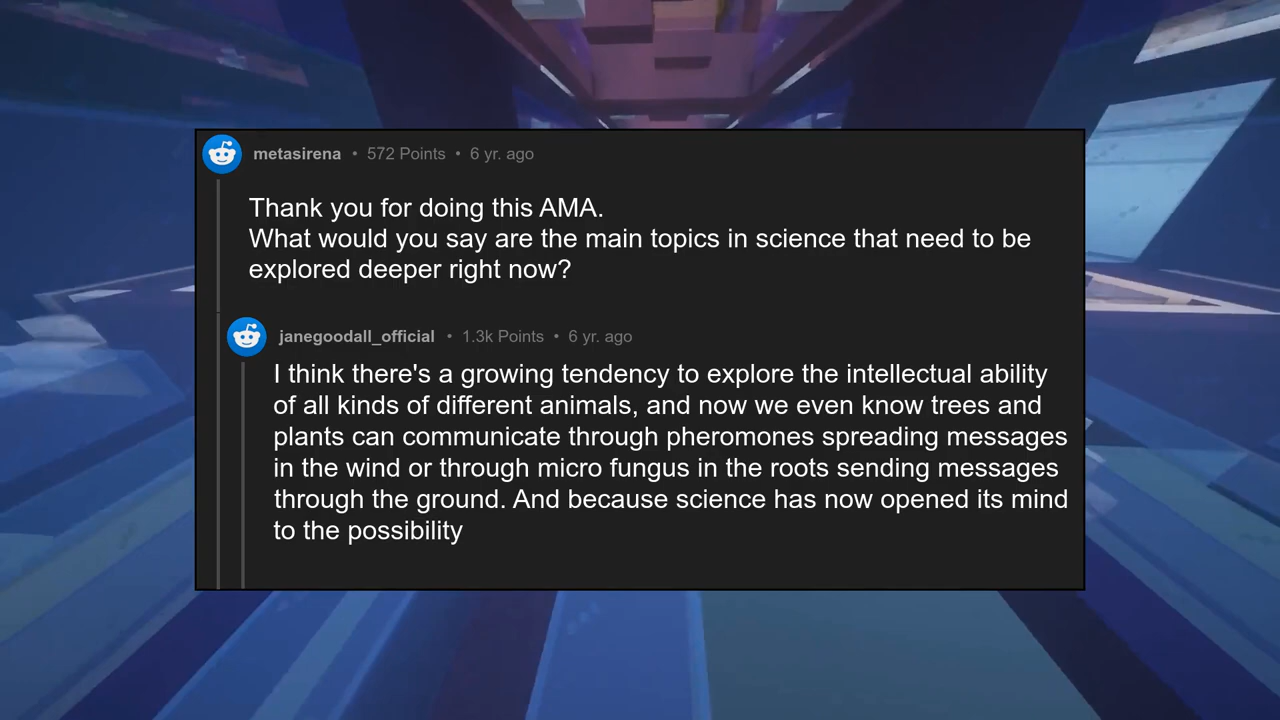 metasirena • 572 Points • 6 yr. ago
Thank you for doing this AMA.
What would you say are the main topics in science that need to be
explored deeper right now?
janegoodall_official • 1.3k Points • 6 yr. ago
I think there's a growing tendency to explore the intellectual ability
of all kinds of different animals, and now we even know trees and
plants can communicate through pheromones spreading messages
in the wind or through micro fungus in the roots sending messages
through the ground. And because science has now opened its mind
to the possibility